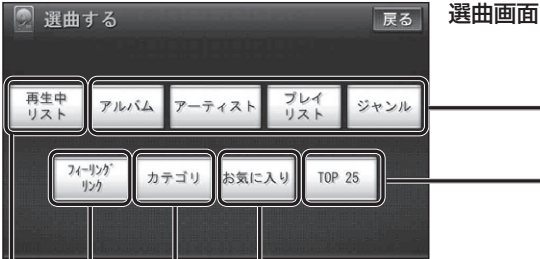 選曲する
戻る
選曲画面
再生中
リスト
アルバム
アーティスト
プレイ
リスト
ジャンル
フィーリング
リンク
カテゴリ
お気に入り
TOP 25